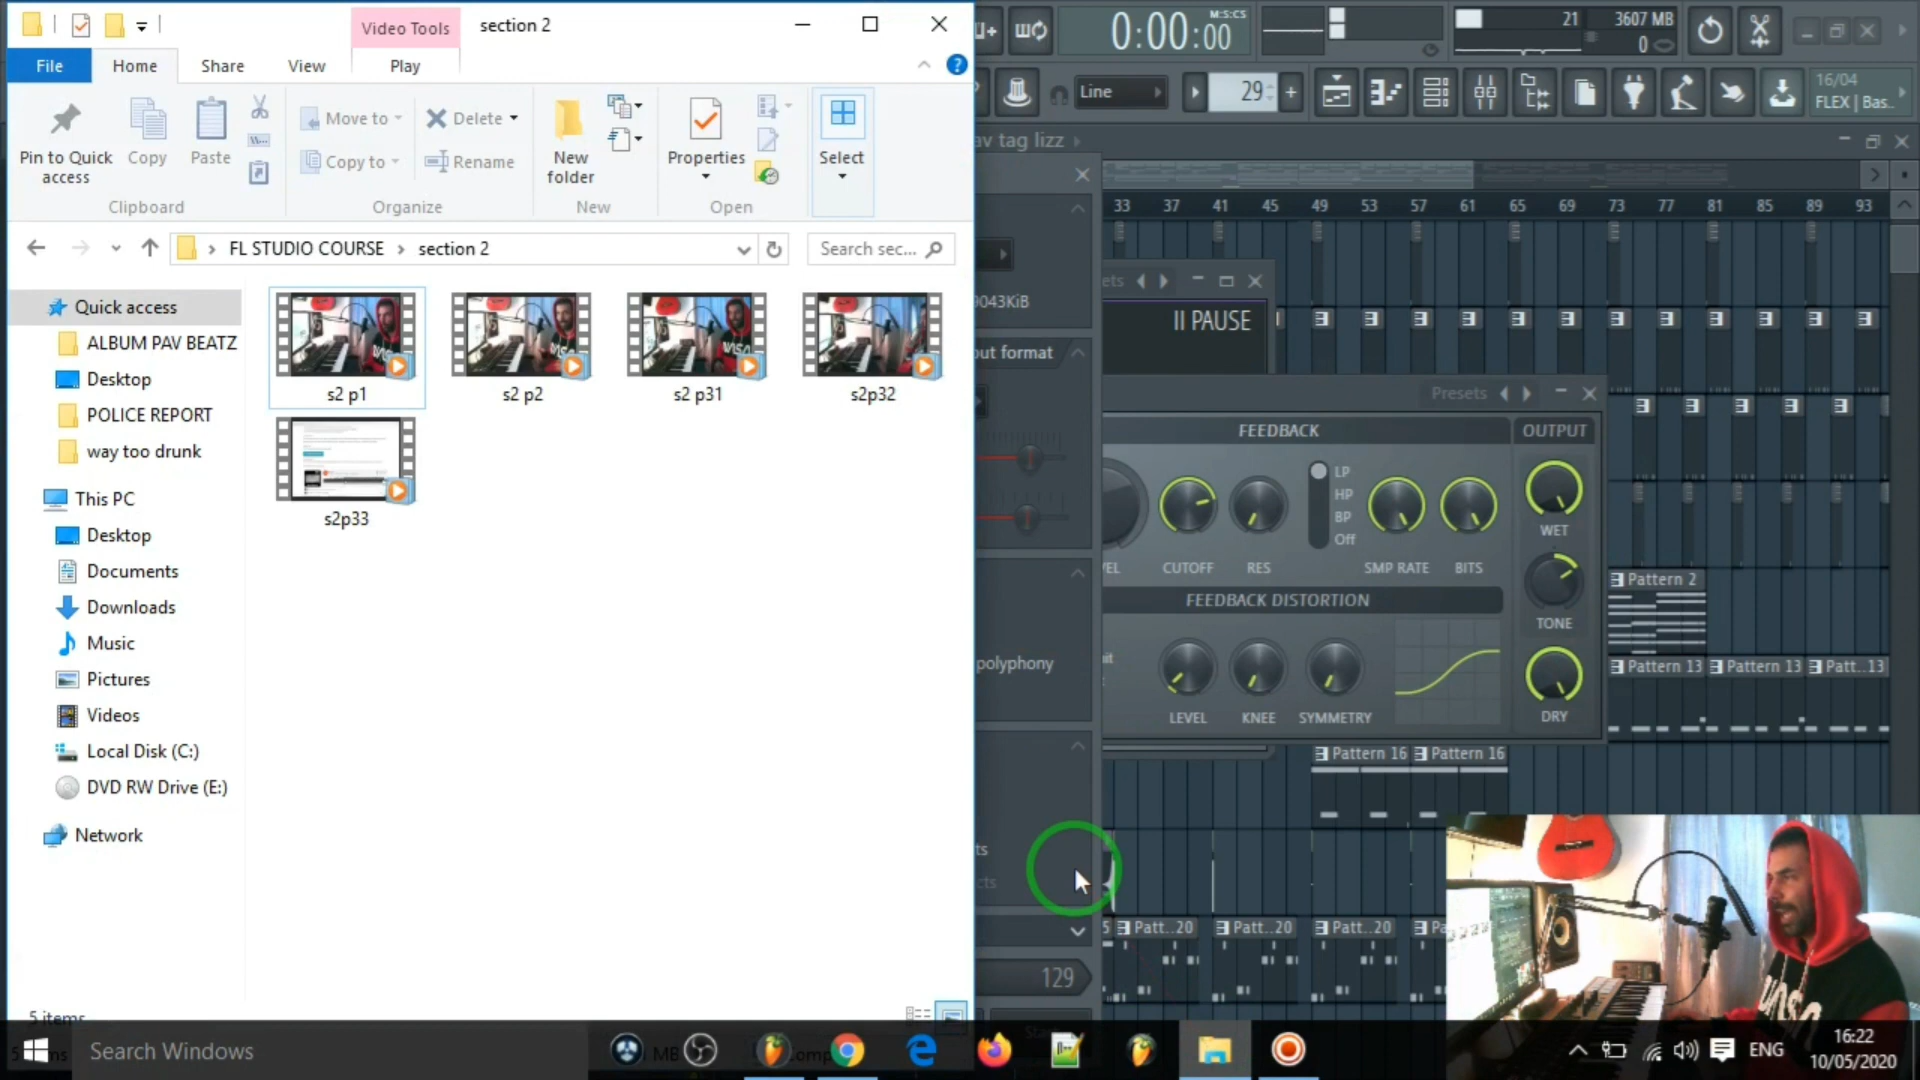 Video Tools
section 2
File
Home
Share
View
Play
Pin to Quick access
Copy
Paste
Clipboard
Move to
Copy to
Delete
Rename
Organize
New folder
New
Properties
Open
Select
FL STUDIO COURSE
section 2
Search sec...
Quick access
ALBUM PAV BEATZ
Desktop
POLICE REPORT
way too drunk
This PC
Desktop
Documents
Downloads
Music
Pictures
Videos
Local Disk (C:)
DVD RW Drive (E:)
Network
s2 p1
s2 p2
s2 p31
s2p32
s2p33
5 items
0:00:00
M:S:CS
21
3607 MB
0
Line
29
16/04
FLEX | Bas..
av tag lizz
33 37 41 45 49 53 57 61 65 69 73 77 81 85 89 93
9043KiB
ets
II PAUSE
out format
Presets
FEEDBACK
OUTPUT
LP
HP
BP
Off
WET
VEL
CUTOFF
RES
SMP RATE
BITS
FEEDBACK DISTORTION
TONE
polyphony
LEVEL
KNEE
SYMMETRY
DRY
Pattern 2
Pattern 13
Pattern 13
Patt..13
Pattern 16
Pattern 16
Patt..20
Patt..20
Patt..20
129
Search Windows
ENG
16:22
10/05/2020